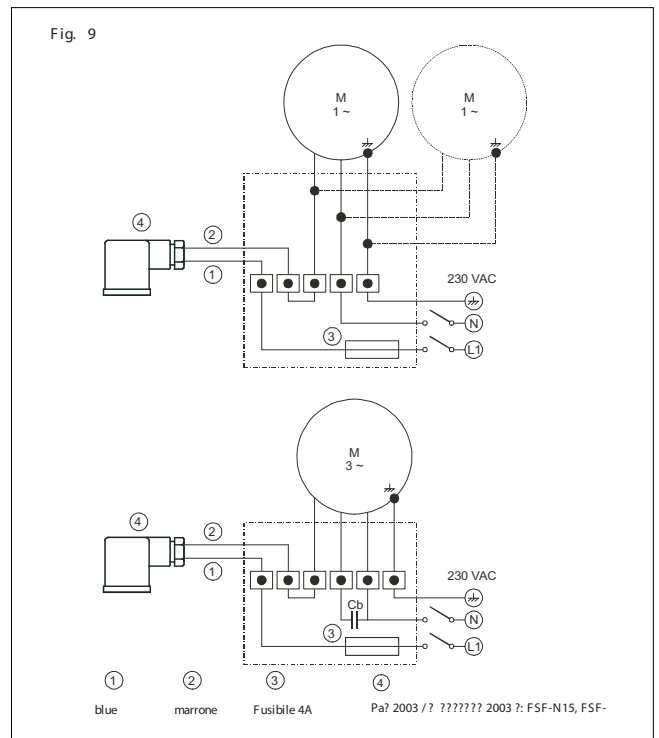 Fig. 9
M
1 ~
M
1 ~
4
2
1
230 VAC
N
3
L1
M
3 ~
4
2
1
230 VAC
Cb
N
3
L1
1 2 3 4
blue marrone Fusibile 4A Pa? 2003 / ? ??????? 2003 ?: FSF-N15, FSF-